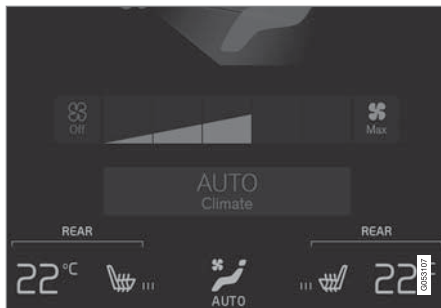 Off
Max
AUTO
Climate
REAR
REAR
22°C
22°
AUTO
G053107